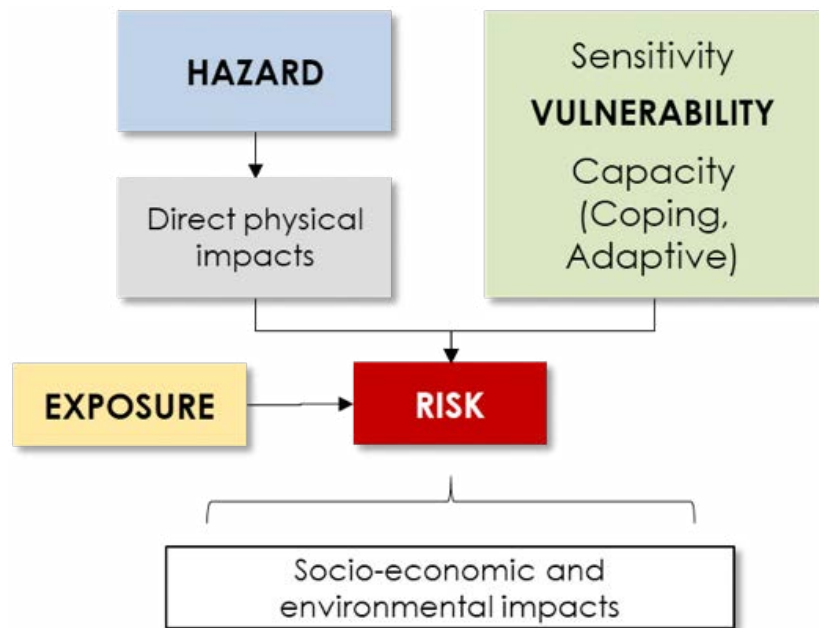 HAZARD
Direct physical
impacts
Sensitivity
VULNERABILITY
Capacity
(Coping,
Adaptive)
EXPOSURE
RISK
Socio-economic and
environmental impacts